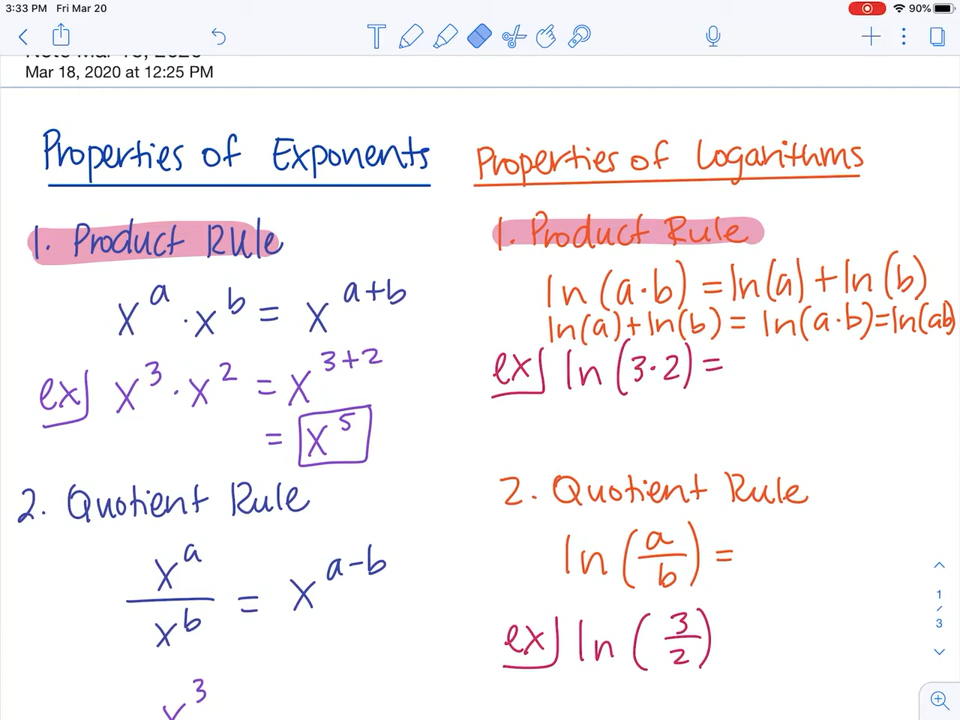 3:33 PM Fri Mar 20
90%
Mar 18, 2020 at 12:25 PM
Properties of Exponents
1. Product Rule
x^a · x^b = x^(a+b)
ex] x^3 · x^2 = x^(3+2)
= x^5
2. Quotient Rule
x^a / x^b = x^(a-b)
x^3
Properties of Logarithms
1. Product Rule
ln(a·b) = ln(a) + ln(b)
ln(a) + ln(b) = ln(a·b) = ln(ab)
ex] ln(3·2) =
2. Quotient Rule
ln(a/b) =
ex] ln(3/2)
1
/
3